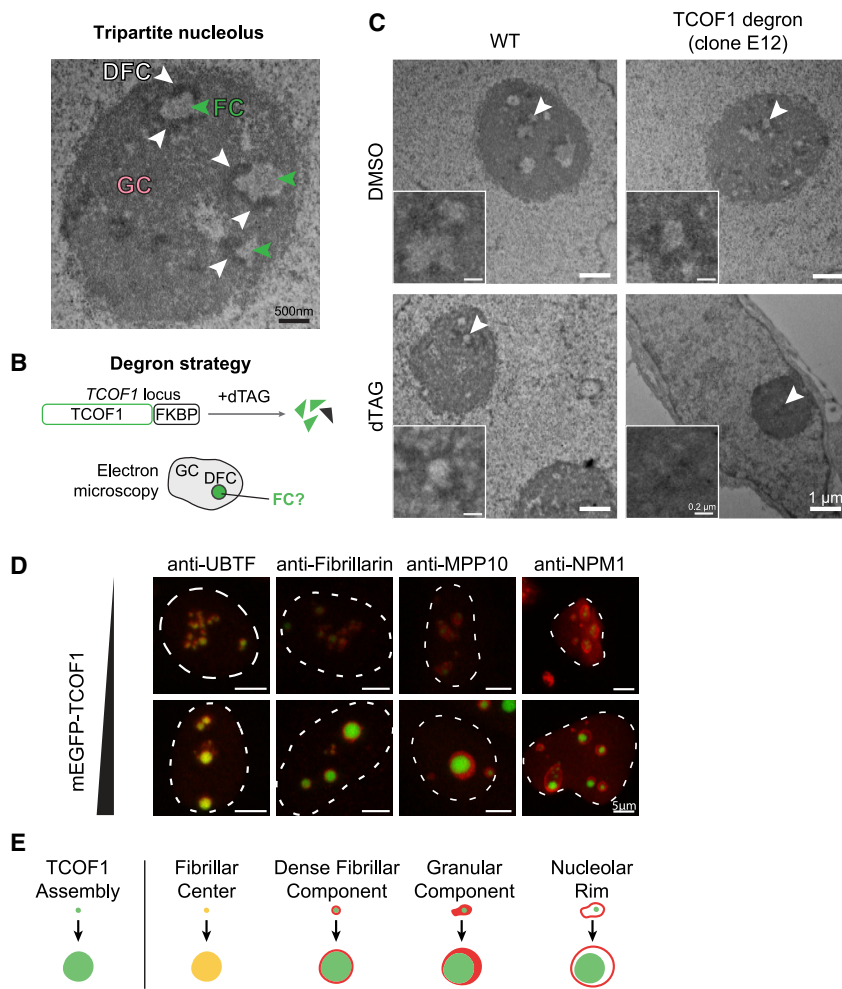 Tripartite nucleolus
DFC
FC
GC
500nm
B
Degron strategy
TCOF1 locus
+dTAG
TCOF1
FKBP
Electron
microscopy
GC
DFC
FC?
C
WT
TCOF1 degron
(clone E12)
DMSO
dTAG
0.2 µm
1 µm
D
anti-UBTF
anti-Fibrillarin
anti-MPP10
anti-NPM1
mEGFP-TCOF1
5um
E
TCOF1
Assembly
Fibrillar
Center
Dense Fibrillar
Component
Granular
Component
Nucleolar
Rim